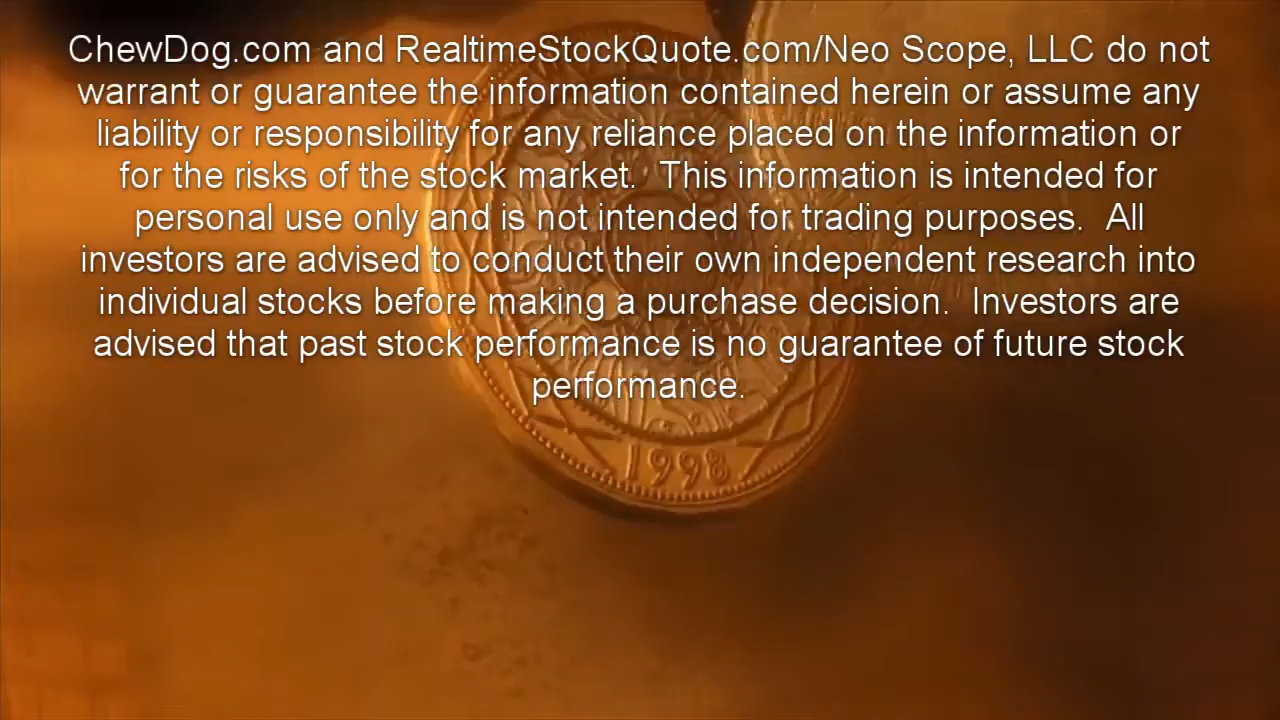 ChewDog.com and RealtimeStockQuote.com/Neo Scope, LLC do not
warrant or guarantee the information contained herein or assume any
liability or responsibility for any reliance placed on the information or
for the risks of the stock market.  This information is intended for
personal use only and is not intended for trading purposes.  All
investors are advised to conduct their own independent research into
individual stocks before making a purchase decision.  Investors are
advised that past stock performance is no guarantee of future stock
performance.
1998